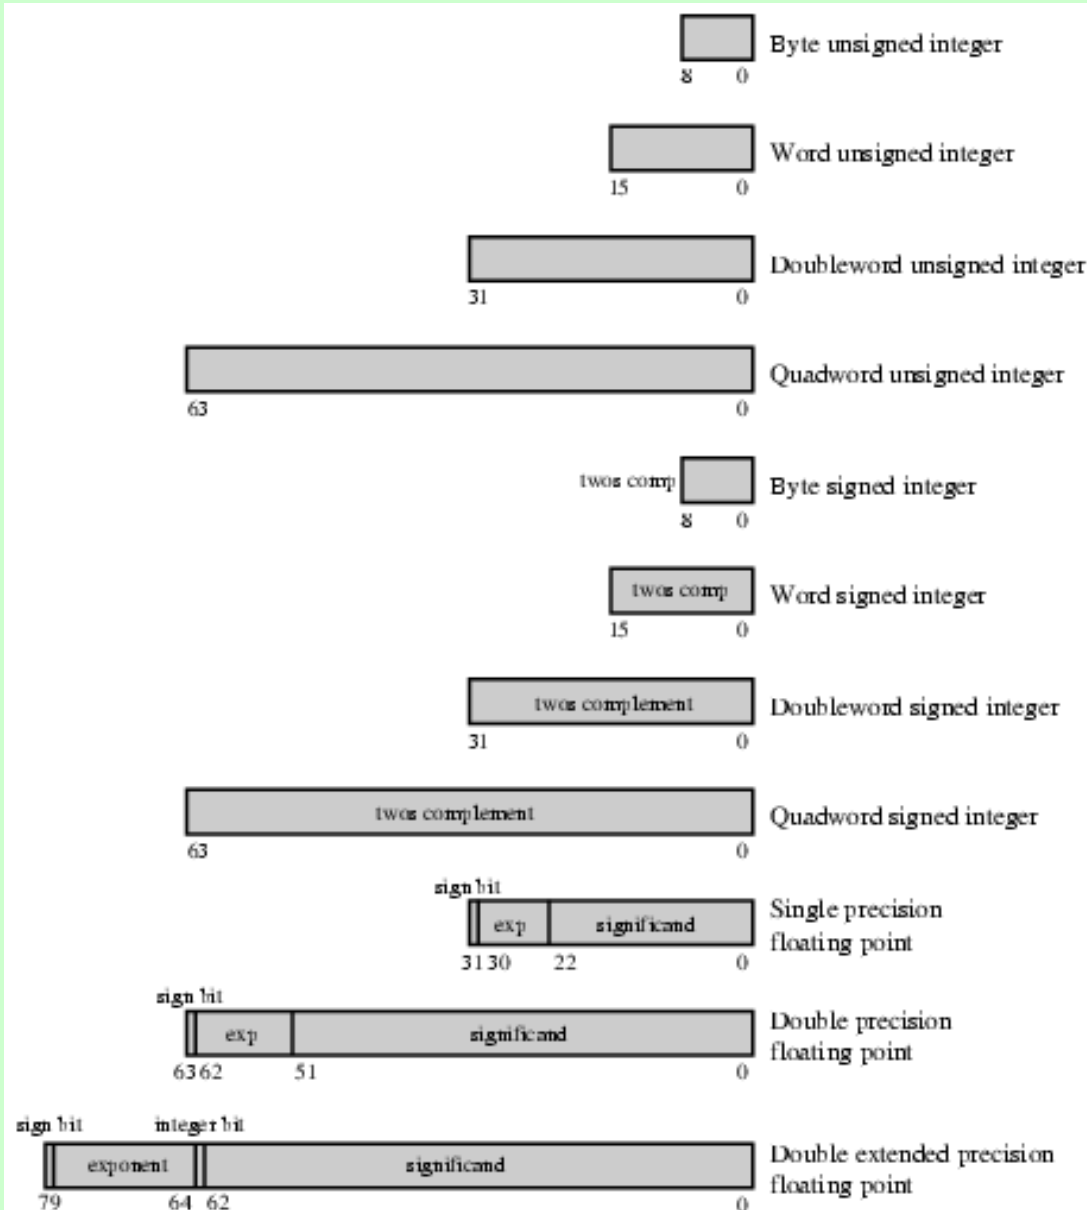 Byte unsigned integer
8 0
Word unsigned integer
15 0
Doubleword unsigned integer
31 0
Quadword unsigned integer
63 0
twos comp Byte signed integer
8 0
twos comp Word signed integer
15 0
twos complement Doubleword signed integer
31 0
twos complement Quadword signed integer
63 0
sign bit
exp significand Single precision
floating point
31 30 22 0
sign bit
exp significand Double precision
floating point
63 62 51 0
sign bit integer bit
exponent significand Double extended precision
floating point
79 64 62 0